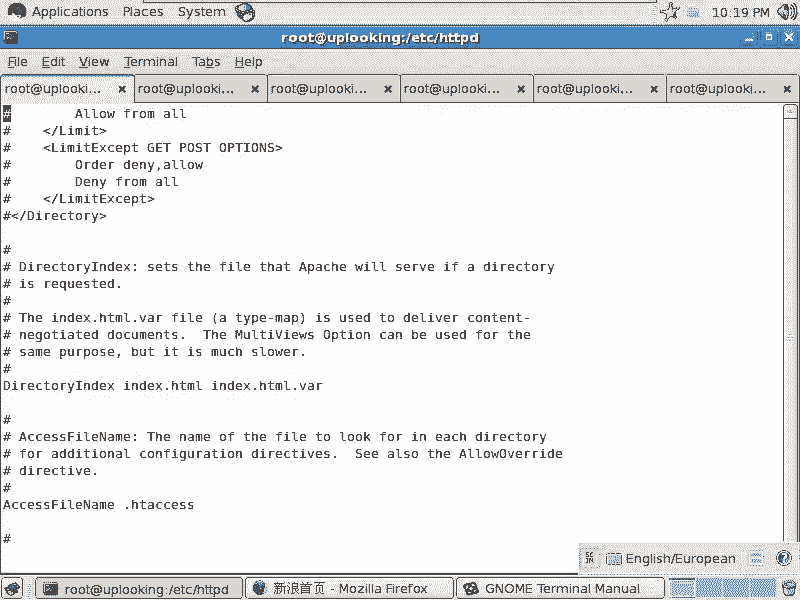 Applications Places System 10:19 PM
root@uplooking:/etc/httpd
File Edit View Terminal Tabs Help
root@uplooki... root@uplooki... root@uplooki... root@uplooki... root@uplooki... root@uplooki...
#        Allow from all
#    </Limit>
#    <LimitExcept GET POST OPTIONS>
#        Order deny,allow
#        Deny from all
#    </LimitExcept>
#</Directory>
#
# DirectoryIndex: sets the file that Apache will serve if a directory
# is requested.
#
# The index.html.var file (a type-map) is used to deliver content-
# negotiated documents.  The MultiViews Option can be used for the
# same purpose, but it is much slower.
#
DirectoryIndex index.html index.html.var
#
# AccessFileName: The name of the file to look for in each directory
# for additional configuration directives.  See also the AllowOverride
# directive.
#
AccessFileName .htaccess
#
English/European
root@uplooking:/etc/httpd 新浪首页 - Mozilla Firefox GNOME Terminal Manual